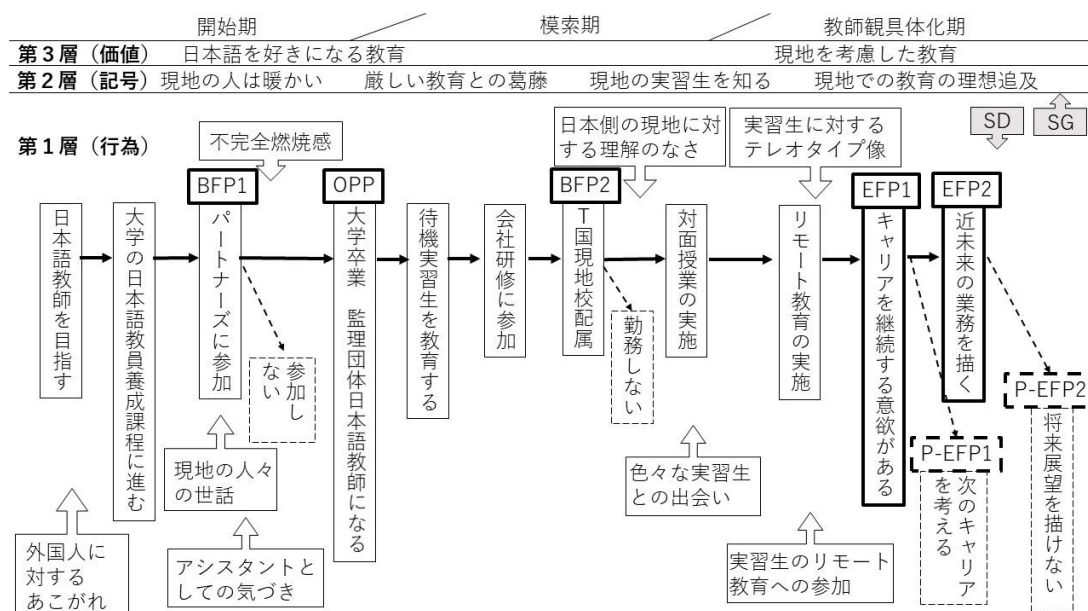 開始期
模索期
教師観具体化期
第3層（価値）
日本語を好きになる教育
現地を考慮した教育
第2層（記号）
現地の人は暖かい
厳しい教育との葛藤
現地の実習生を知る
現地での教育の理想追及
SD
SG
第1層（行為）
不完全燃焼感
日本側の現地に対
する理解のなさ
実習生に対する
テレオタイプ像
BFP1
OPP
BFP2
EFP1
EFP2
日本語教師を目指す
大学の日本語教員養成課程に進む
パートナーズに参加
参加し
ない
大学卒業　監理団体日本語教師になる
待機実習生を教育する
会社研修に参加
T国現地校配属
勤務しない
対面授業の実施
リモート教育の実施
キャリアを継続する意欲がある
近未来の業務を描く
P-EFP1
次のキャリア
を考える
P-EFP2
将来展望を描けない
外国人に
対する
あこがれ
現地の人々
の世話
アシスタントと
しての気づき
色々な実習生
との出会い
実習生のリモート
教育への参加